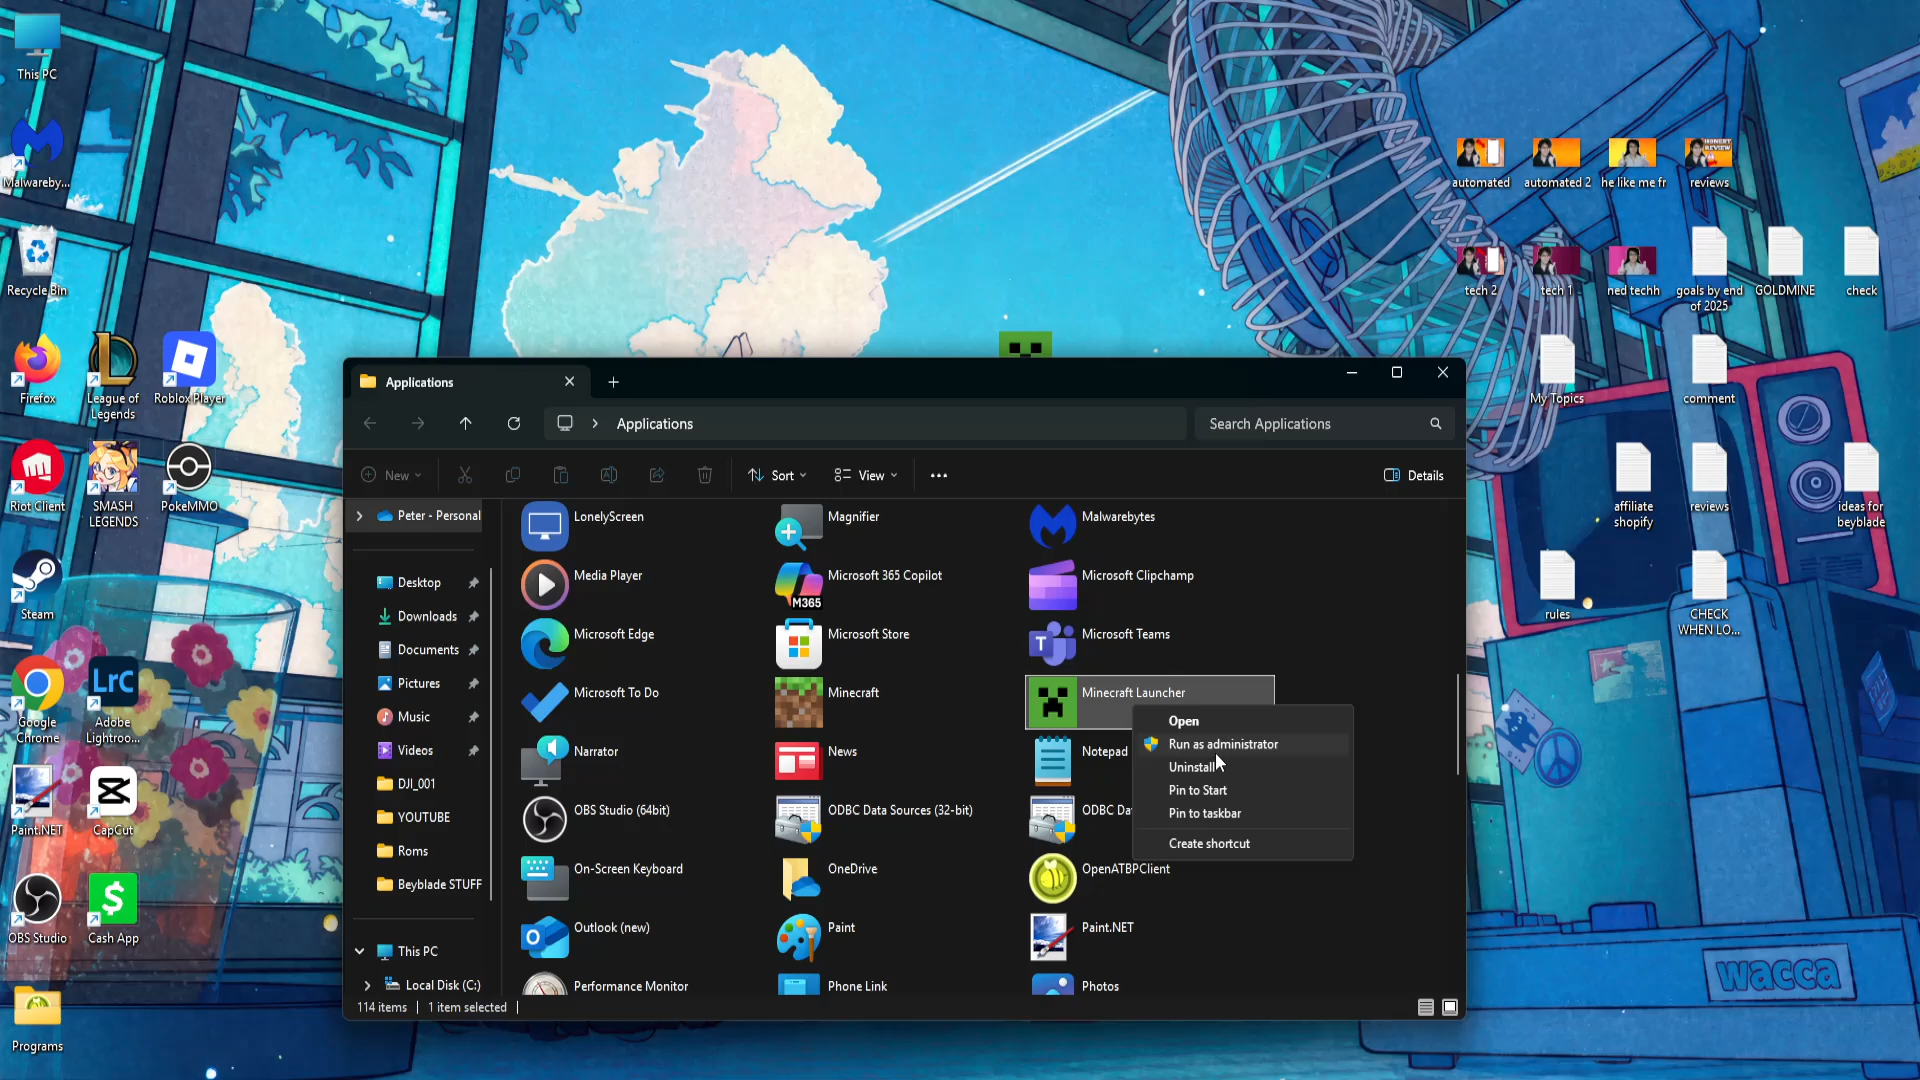 This PC
Malwareby...
Recycle Bin
Firefox
League of
Legends
Roblox Player
Riot Client
SMASH
LEGENDS
PokeMMO
Steam
Google
Chrome
Adobe
Lightroo...
Paint.NET
CapCut
OBS Studio
Cash App
Programs
automated
automated 2
he like me fr
HONEST
REVIEW
reviews
tech 2
tech 1
ned techh
goals by end
of 2025
GOLDMINE
check
My Topics
comment
affiliate
shopify
reviews
ideas for
beyblade
rules
CHECK
WHEN LO...
wacca
Applications
Applications
Search Applications
New
Sort
View
Details
Peter - Personal
Desktop
Downloads
Documents
Pictures
Music
Videos
DJI_001
YOUTUBE
Roms
Beyblade STUFF
This PC
Local Disk (C:)
LonelyScreen
Magnifier
Malwarebytes
Media Player
M365
Microsoft 365 Copilot
Microsoft Clipchamp
Microsoft Edge
Microsoft Store
Microsoft Teams
Microsoft To Do
Minecraft
Minecraft Launcher
Narrator
News
Notepad
OBS Studio (64bit)
ODBC Data Sources (32-bit)
ODBC Da
On-Screen Keyboard
OneDrive
OpenATBPClient
Outlook (new)
Paint
Paint.NET
Performance Monitor
Phone Link
Photos
Open
Run as administrator
Uninstall
Pin to Start
Pin to taskbar
Create shortcut
114 items
1 item selected
LrC